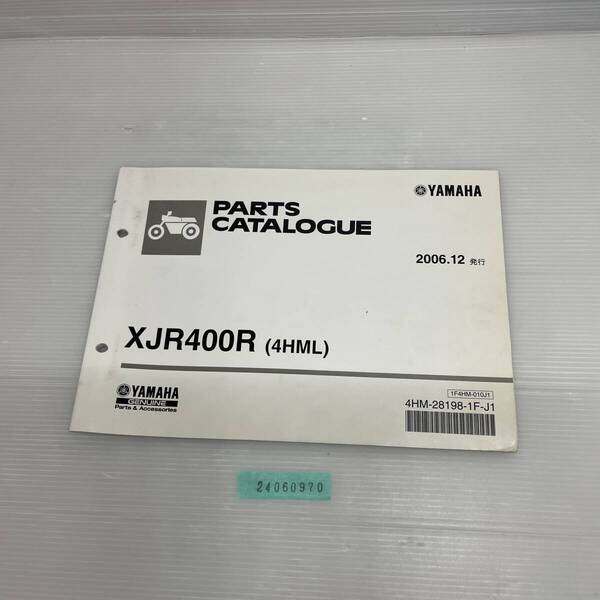 YAMAHA
PARTS
CATALOGUE
2006.12 発行
XJR400R (4HML)
YAMAHA
GENUINE
Parts & Accessories
1F4HM-010J1
4HM-28198-1F-J1
24060970